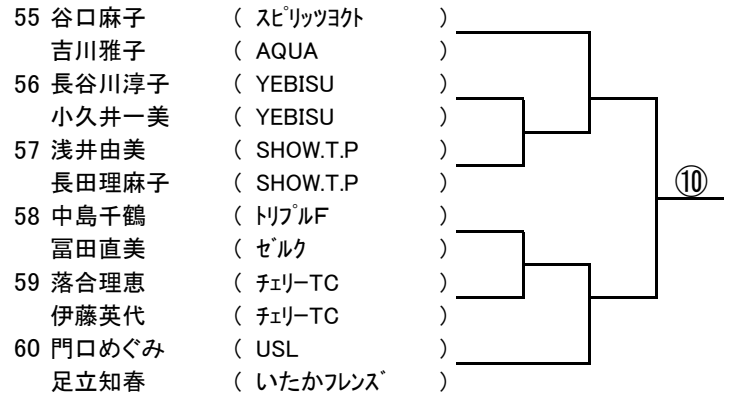 55 谷口麻子 ( ｽﾋﾟﾘｯﾂﾖｸﾄ )
吉川雅子 ( AQUA )
56 長谷川淳子 ( YEBISU )
小久井一美 ( YEBISU )
57 浅井由美 ( SHOW.T.P )
長田理麻子 ( SHOW.T.P )
⑩
58 中島千鶴 ( ﾄﾘﾌﾟﾙF )
冨田直美 ( ｾﾞﾙｸ )
59 落合理恵 ( ﾁｪﾘｰTC )
伊藤英代 ( ﾁｪﾘｰTC )
60 門口めぐみ ( USL )
足立知春 ( いたかﾌﾚﾝｽﾞ )